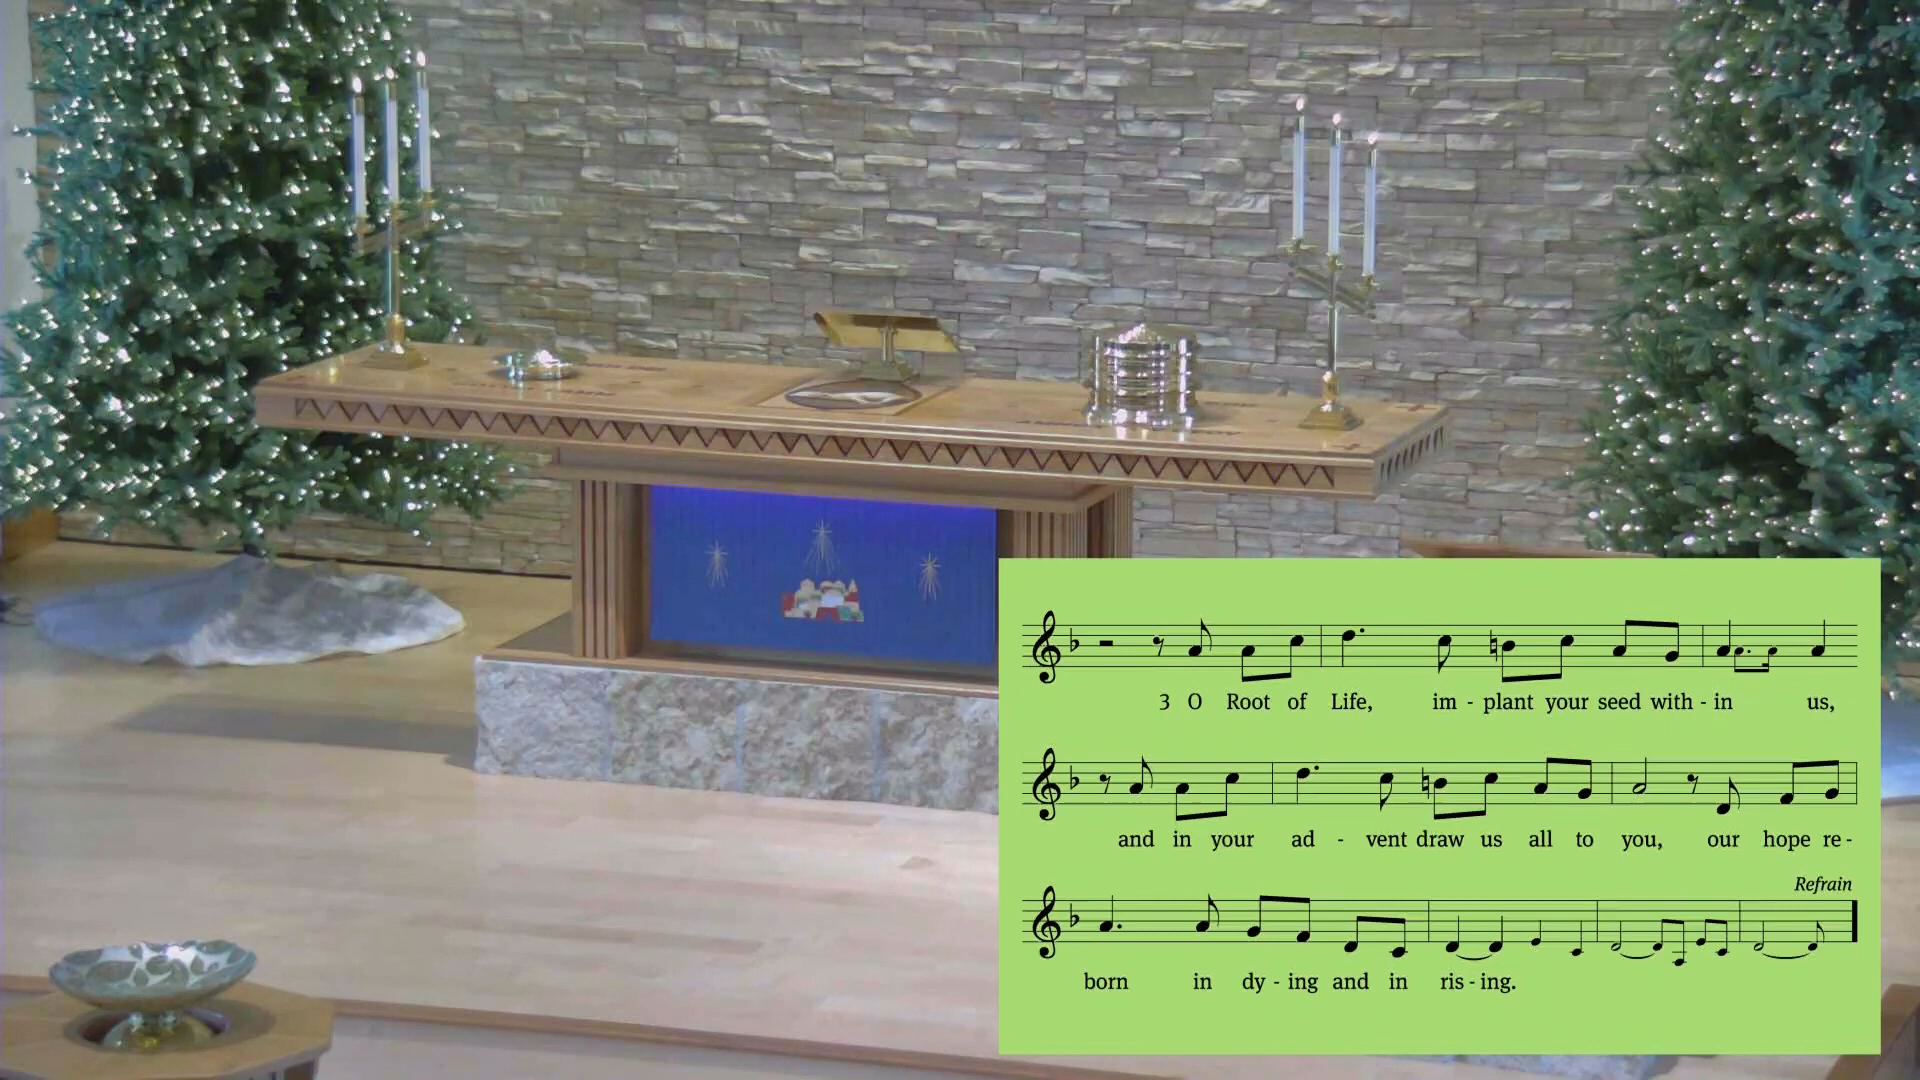 3 O Root of Life, im - plant your seed with - in us,
and in your ad - vent draw us all to you, our hope re -
Refrain
born in dy - ing and in ris - ing.